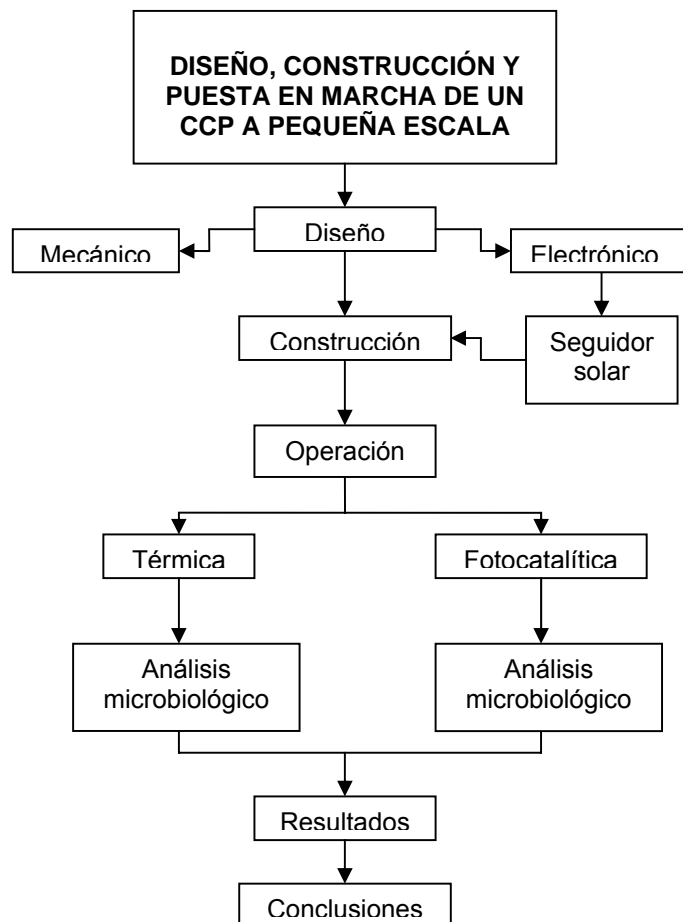 DISEÑO, CONSTRUCCIÓN Y
PUESTA EN MARCHA DE UN
CCP A PEQUEÑA ESCALA
Diseño
Mecánico
Electrónico
Construcción
Seguidor
solar
Operación
Térmica
Fotocatalítica
Análisis
microbiológico
Análisis
microbiológico
Resultados
Conclusiones